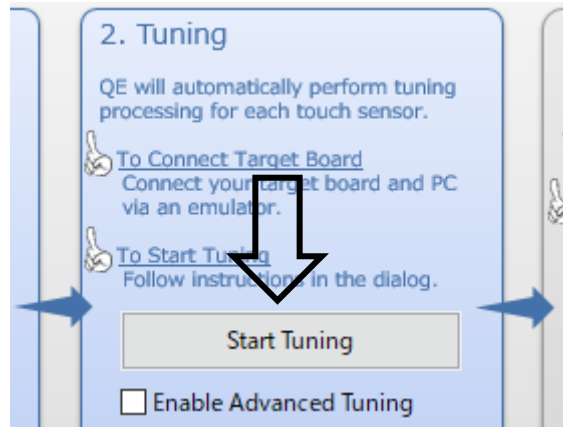 2. Tuning
QE will automatically perform tuning
processing for each touch sensor.
To Connect Target Board
Connect your target board and PC
via an emulator.
To Start Tuning
Follow instructions in the dialog.
Start Tuning
Enable Advanced Tuning